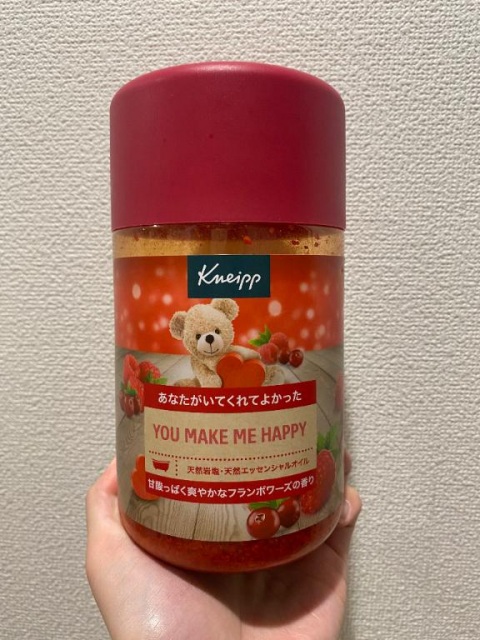 Kneipp
あなたがいてくれてよかった
YOU MAKE ME HAPPY
天然岩塩・天然エッセンシャルオイル
甘酸っぱく爽やかなフランボワーズの香り